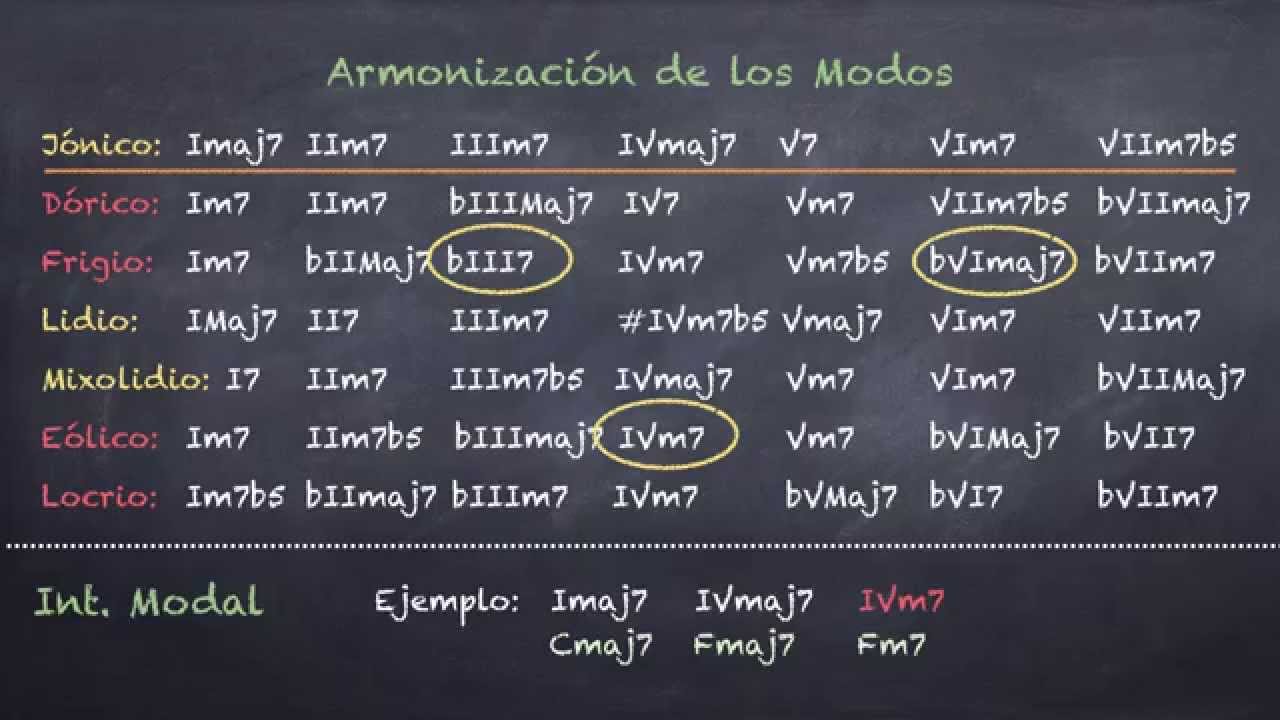 Armonización de los Modos
Jónico: Imaj7 IIm7 IIIm7 IVmaj7 V7 VIm7 VIIm7b5
Dórico: Im7 IIm7 bIIIMaj7 IV7 Vm7 VIIm7b5 bVIImaj7
Frigio: Im7 bIIMaj7 bIII7 IVm7 Vm7b5 bVImaj7 bVIIm7
Lidio: IMaj7 II7 IIIm7 #IVm7b5 Vmaj7 VIm7 VIIm7
Mixolidio: I7 IIm7 IIIm7b5 IVmaj7 Vm7 VIm7 bVIIMaj7
Eólico: Im7 IIm7b5 bIIImaj7 IVm7 Vm7 bVIMaj7 bVII7
Locrio: Im7b5 bIImaj7 bIIIm7 IVm7 bVMaj7 bVI7 bVIIm7
Int. Modal Ejemplo: Imaj7 IVmaj7 IVm7
Cmaj7 Fmaj7 Fm7